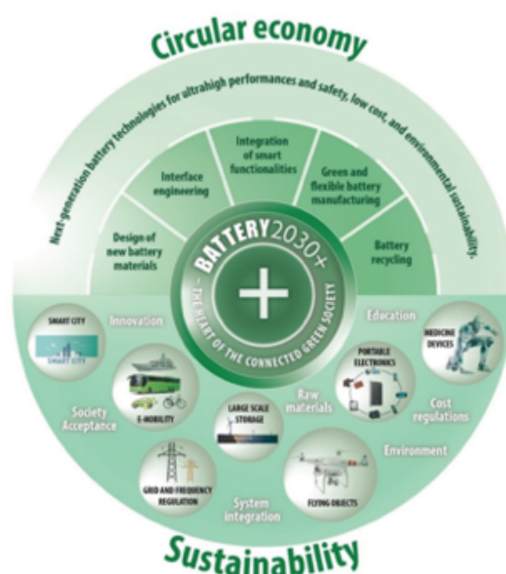 Circular economy
Next-generation battery technologies for ultrahigh performances and safety, low cost, and environmental sustainability.
Integration
of smart
functionalities
Interface
engineering
Green and
flexible battery
manufacturing
Design of
new battery
materials
Battery
recycling
BATTERY2030+
– THE HEART OF THE CONNECTED GREEN SOCIETY
SMART CITY
SMART CITY
Innovation
Education
MEDICINE
DEVICES
PORTABLE
ELECTRONICS
E-MOBILITY
Society
Acceptance
LARGE SCALE
STORAGE
Raw
materials
Cost
regulations
Environment
GRID AND FREQUENCY
REGULATION
System
integration
FLYING OBJECTS
Sustainability